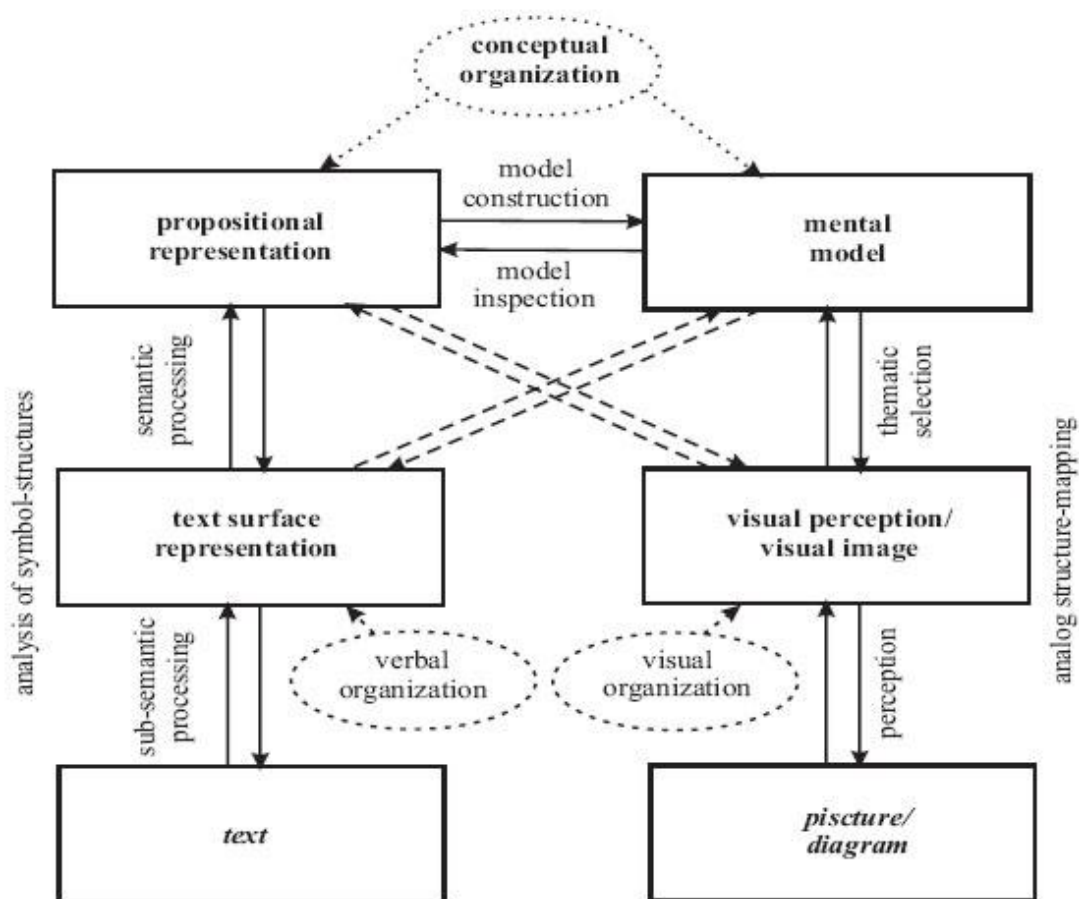 conceptual
organization
model
construction
propositional
representation
mental
model
model
inspection
semantic
processing
thematic
selection
analysis of symbol-structures
analog structure-mapping
text surface
representation
visual perception/
visual image
sub-semantic
processing
verbal
organization
visual
organization
perception
text
piscture/
diagram